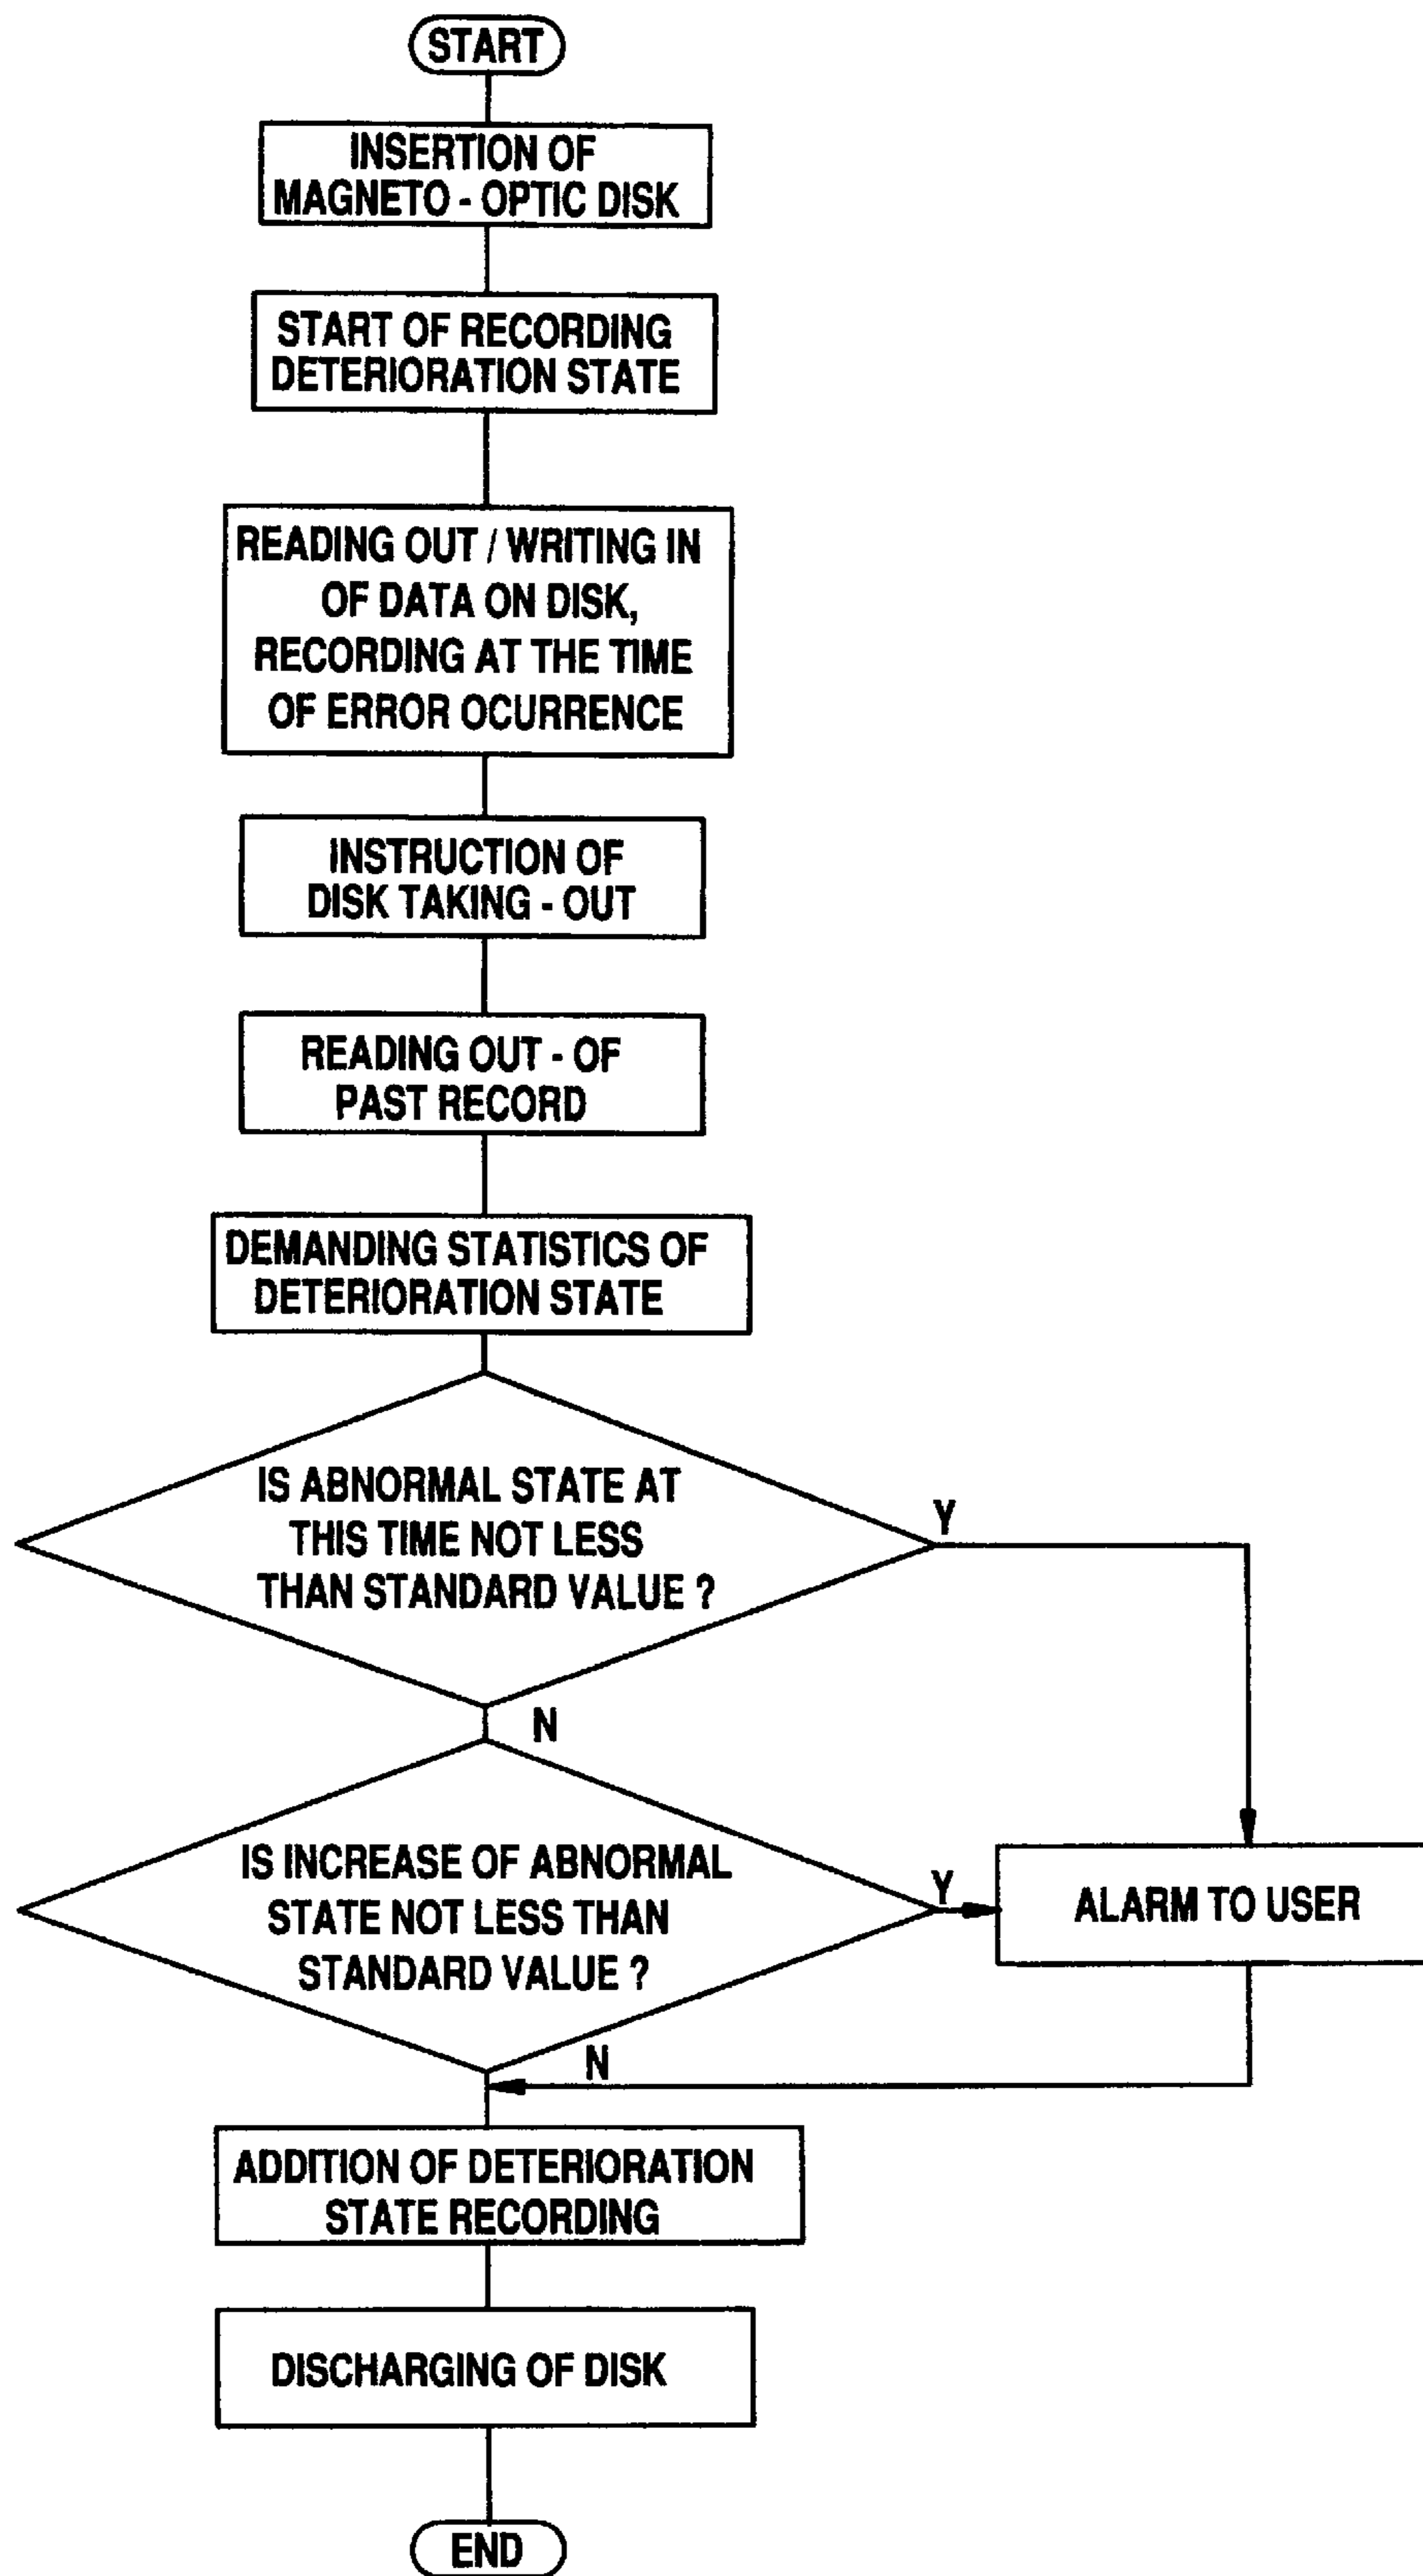 START
INSERTION OF
MAGNETO - OPTIC DISK
START OF RECORDING
DETERIORATION STATE
READING OUT / WRITING IN
OF DATA ON DISK,
RECORDING AT THE TIME
OF ERROR OCURRENCE
INSTRUCTION OF
DISK TAKING - OUT
READING OUT - OF
PAST RECORD
DEMANDING STATISTICS OF
DETERIORATION STATE
IS ABNORMAL STATE AT
THIS TIME NOT LESS
THAN STANDARD VALUE ?
Y
N
IS INCREASE OF ABNORMAL
STATE NOT LESS THAN
STANDARD VALUE ?
Y
ALARM TO USER
N
ADDITION OF DETERIORATION
STATE RECORDING
DISCHARGING OF DISK
END